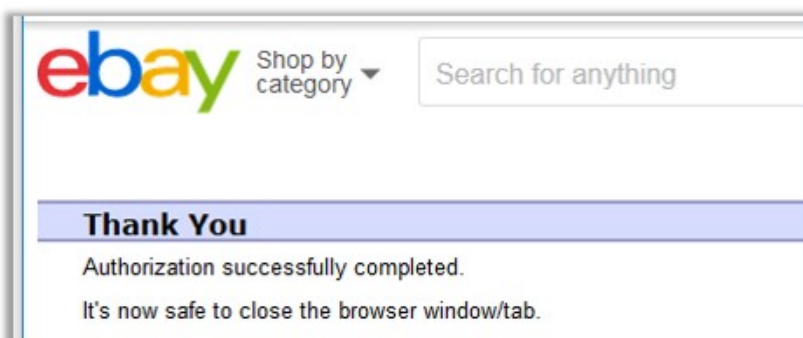 ebay
Shop by
category
Search for anything
Thank You
Authorization successfully completed.
It's now safe to close the browser window/tab.